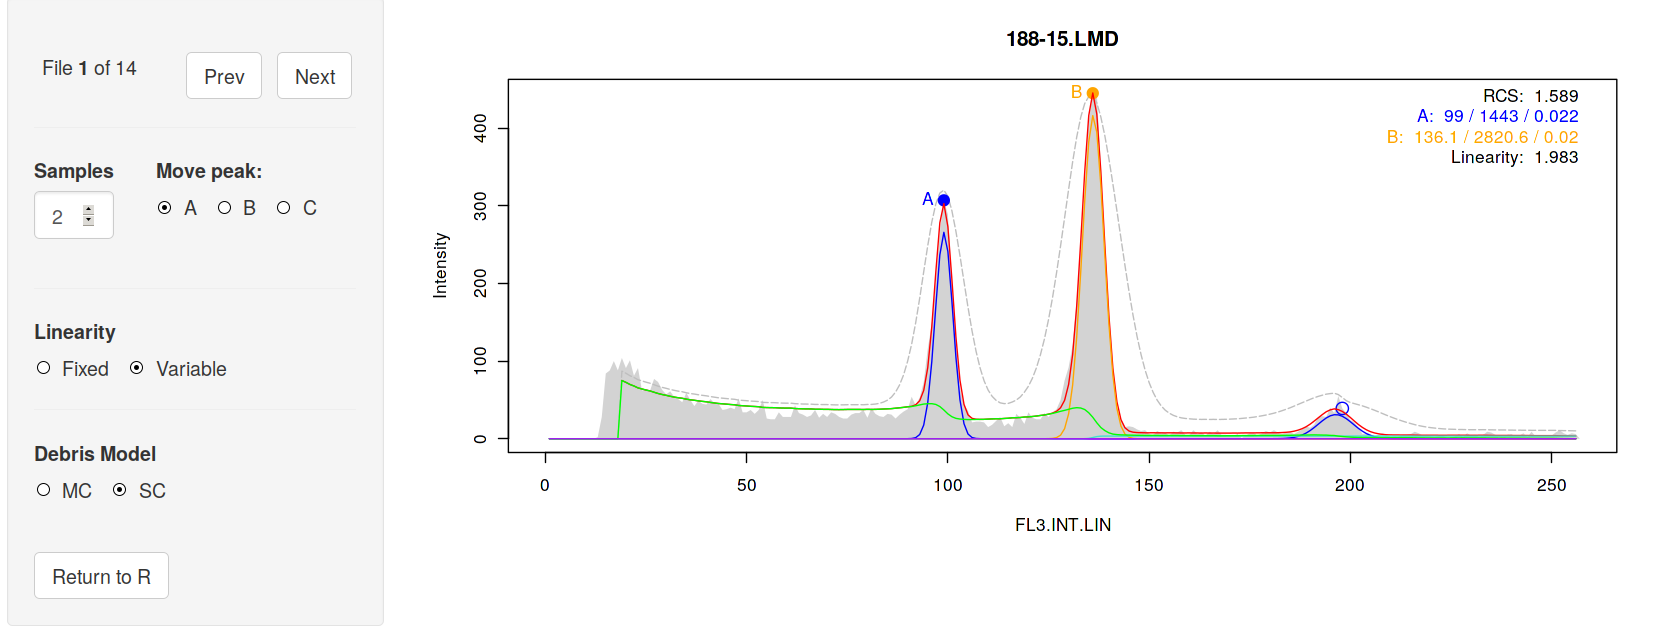 File 1 of 14
Prev
Next
Samples
2
Move peak:
A B C
Linearity
Fixed Variable
Debris Model
MC SC
Return to R
188-15.LMD
RCS: 1.589
A: 99 / 1443 / 0.022
B: 136.1 / 2820.6 / 0.02
Linearity: 1.983
A
B
Intensity
400
300
200
100
0
0 50 100 150 200 250
FL3.INT.LIN